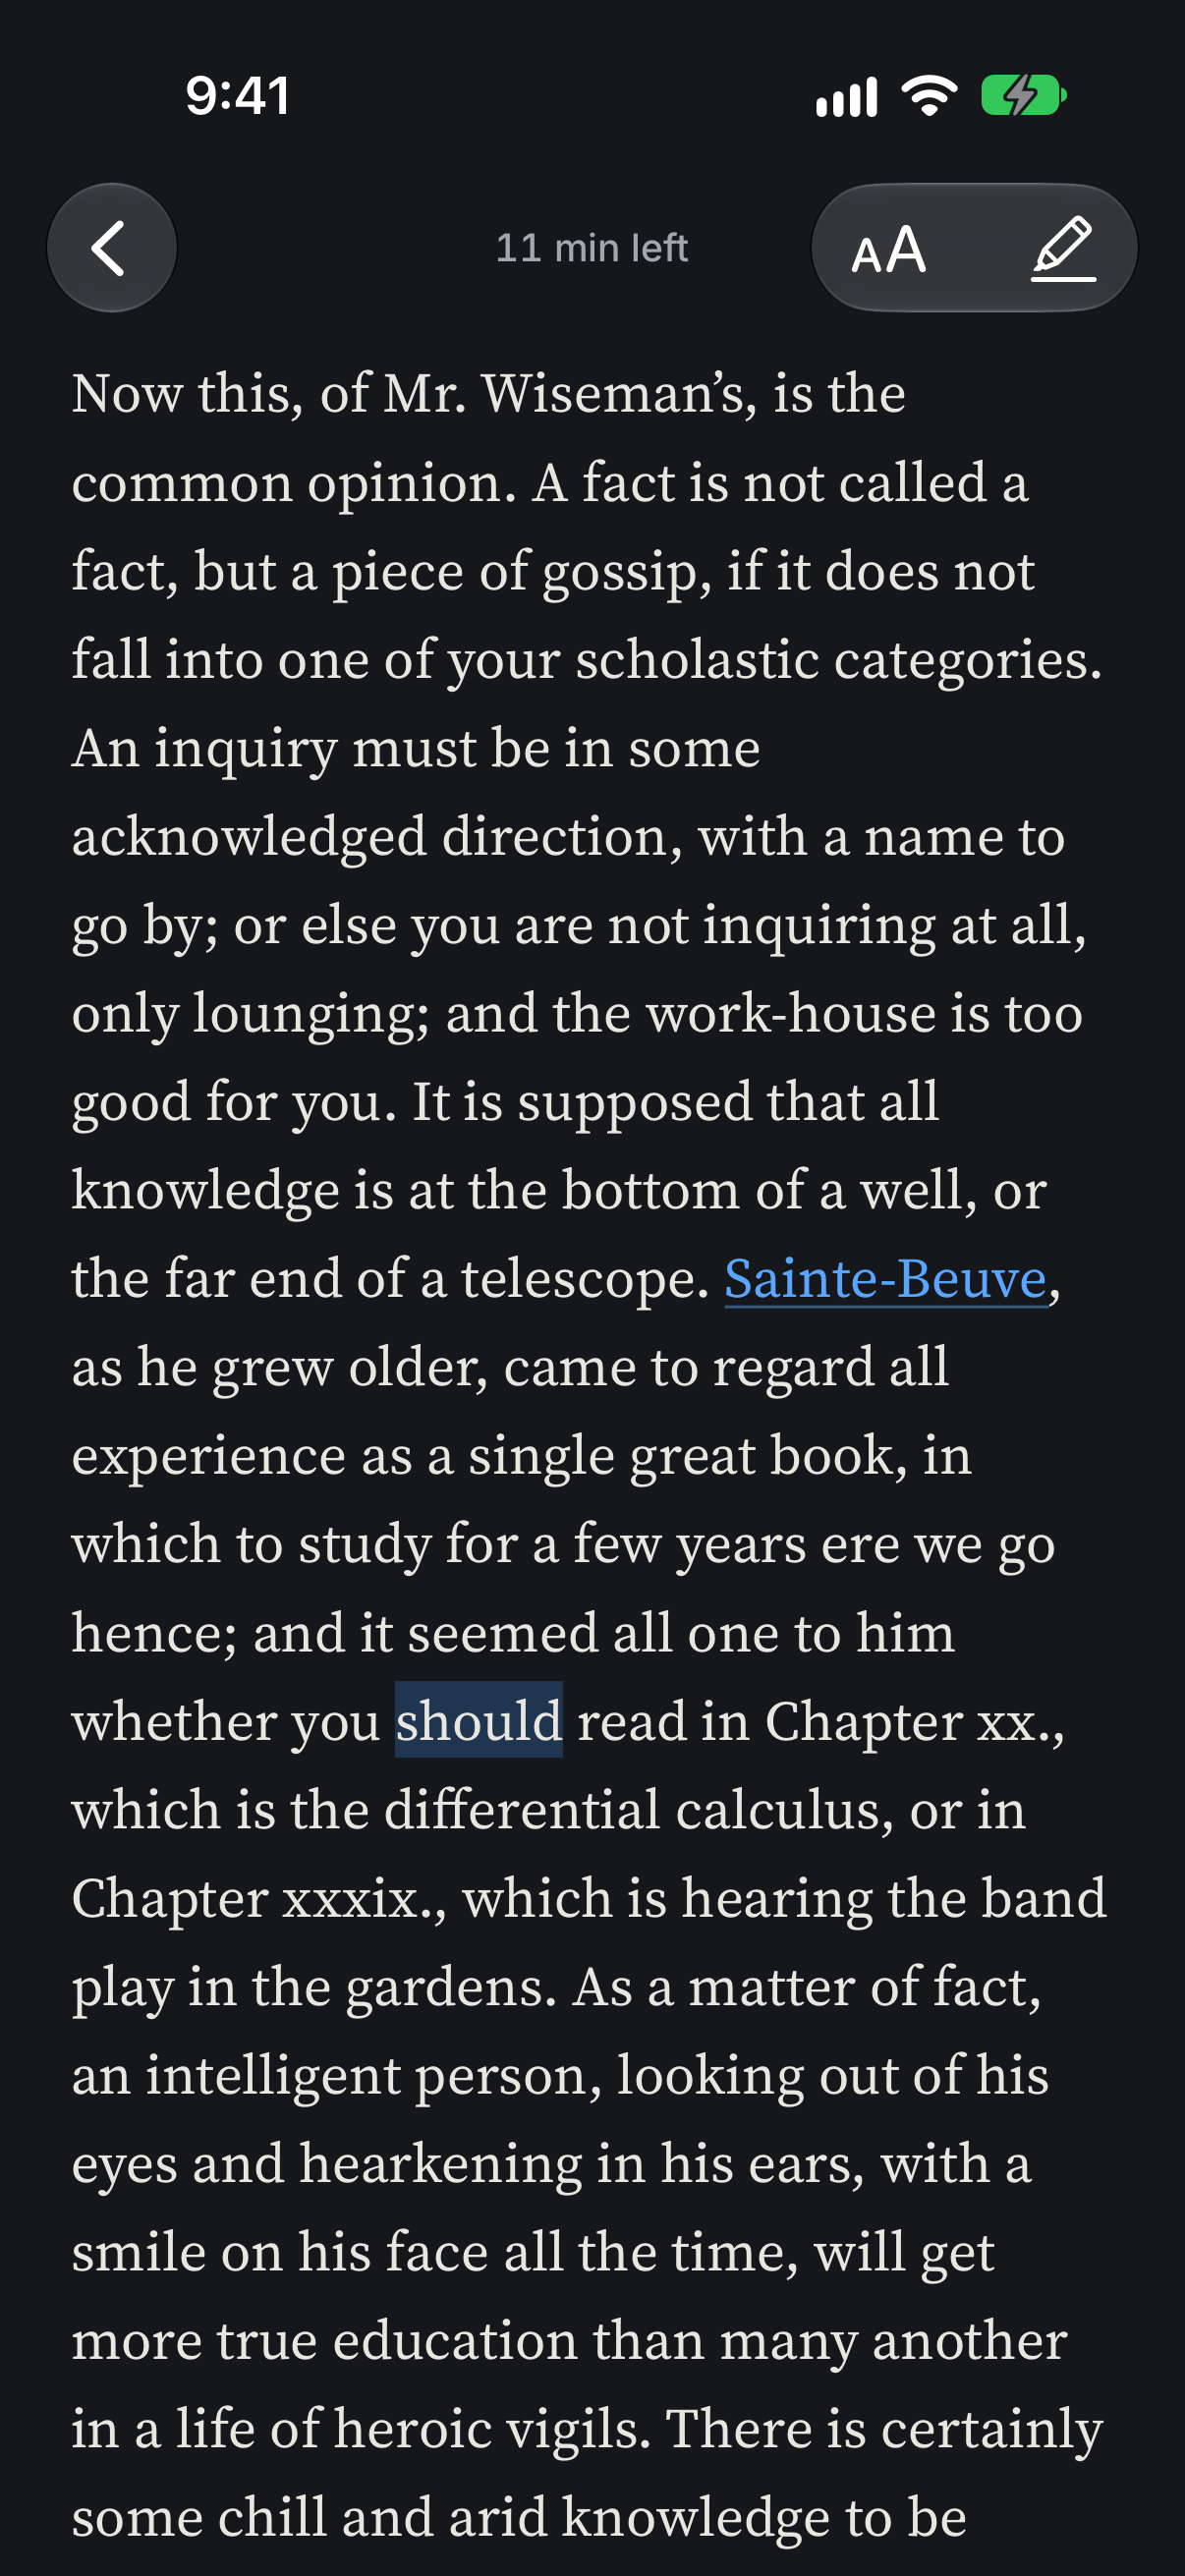 9:41
11 min left
AA
Now this, of Mr. Wiseman’s, is the
common opinion. A fact is not called a
fact, but a piece of gossip, if it does not
fall into one of your scholastic categories.
An inquiry must be in some
acknowledged direction, with a name to
go by; or else you are not inquiring at all,
only lounging; and the work-house is too
good for you. It is supposed that all
knowledge is at the bottom of a well, or
the far end of a telescope. Sainte-Beuve,
as he grew older, came to regard all
experience as a single great book, in
which to study for a few years ere we go
hence; and it seemed all one to him
whether you should read in Chapter xx.,
which is the differential calculus, or in
Chapter xxxix., which is hearing the band
play in the gardens. As a matter of fact,
an intelligent person, looking out of his
eyes and hearkening in his ears, with a
smile on his face all the time, will get
more true education than many another
in a life of heroic vigils. There is certainly
some chill and arid knowledge to be